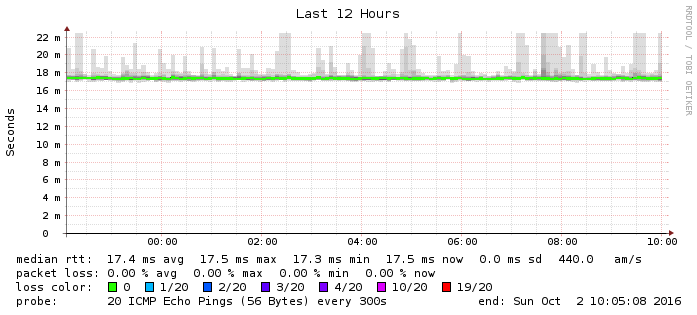 Last 12 Hours
RRDTOOL / TOBI OETIKER
Seconds
22 m
20 m
18 m
16 m
14 m
12 m
10 m
8 m
6 m
4 m
2 m
0
00:00 02:00 04:00 06:00 08:00 10:00
median rtt: 17.4 ms avg 17.5 ms max 17.3 ms min 17.5 ms now 0.0 ms sd 440.0 am/s
packet loss: 0.00 % avg 0.00 % max 0.00 % min 0.00 % now
loss color: 0 1/20 2/20 3/20 4/20 10/20 19/20
probe: 20 ICMP Echo Pings (56 Bytes) every 300s end: Sun Oct 2 10:05:08 2016